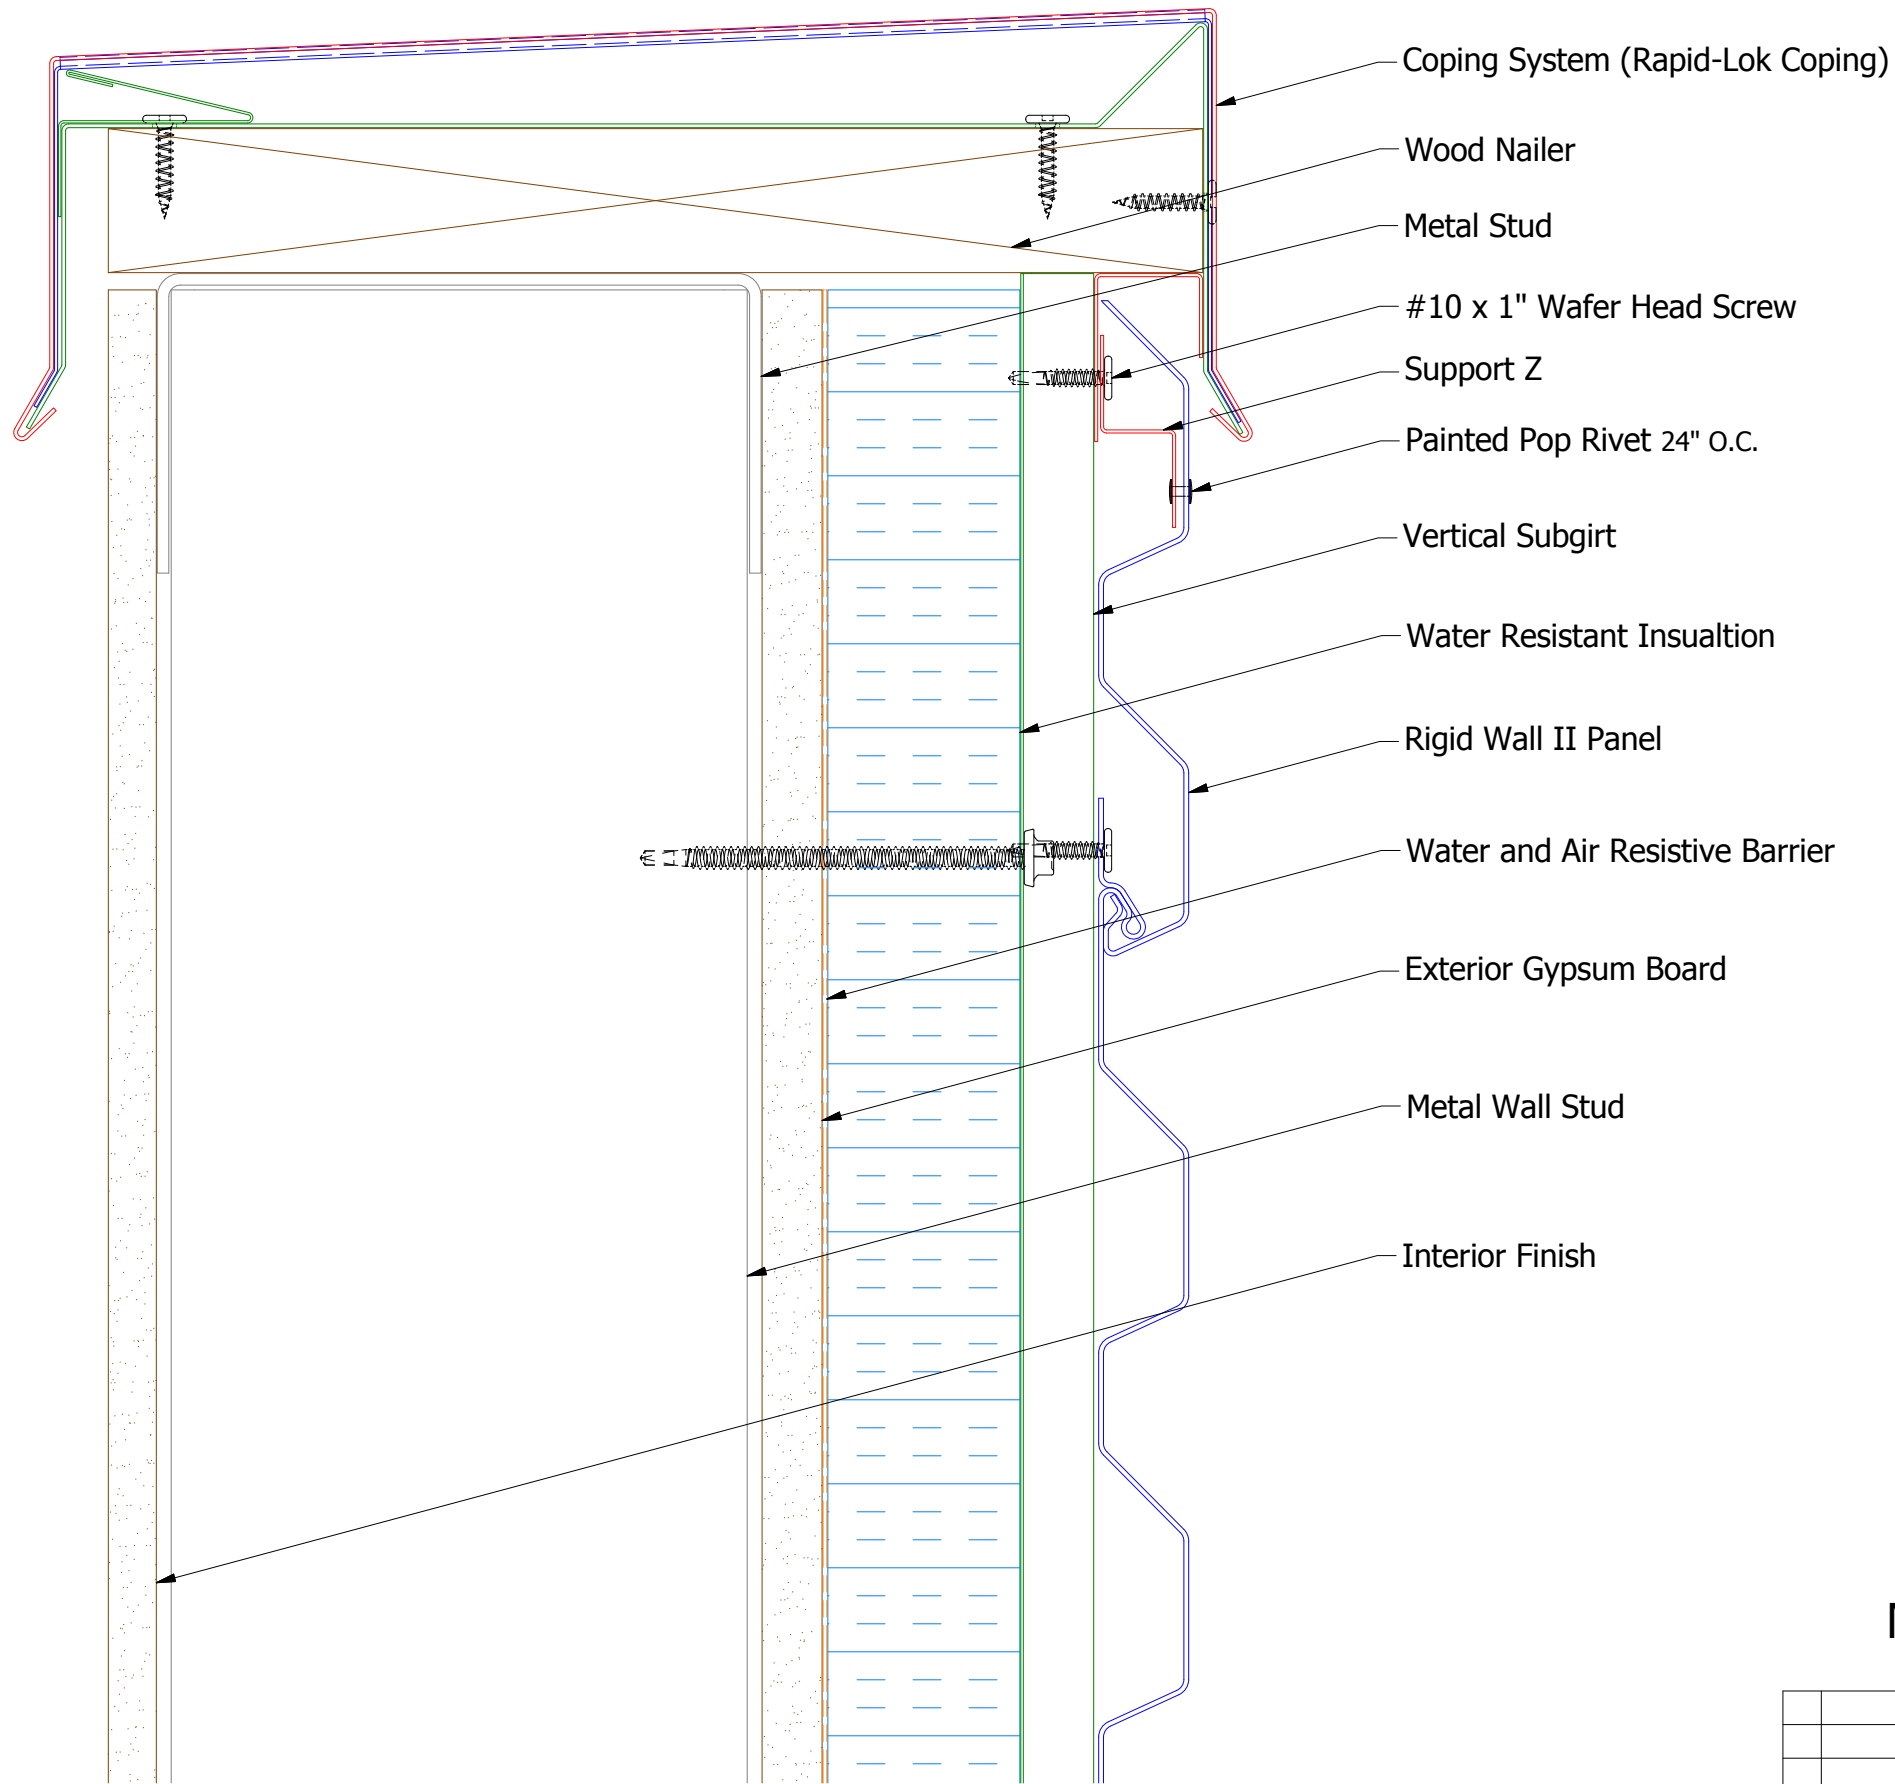 Coping System (Rapid-Lok Coping)
Wood Nailer
Metal Stud
#10 x 1" Wafer Head Screw
Support Z
Painted Pop Rivet 24" O.C.
Vertical Subgirt
Water Resistant Insualtion
Rigid Wall II Panel
Water and Air Resistive Barrier
Exterior Gypsum Board
Metal Wall Stud
Interior Finish